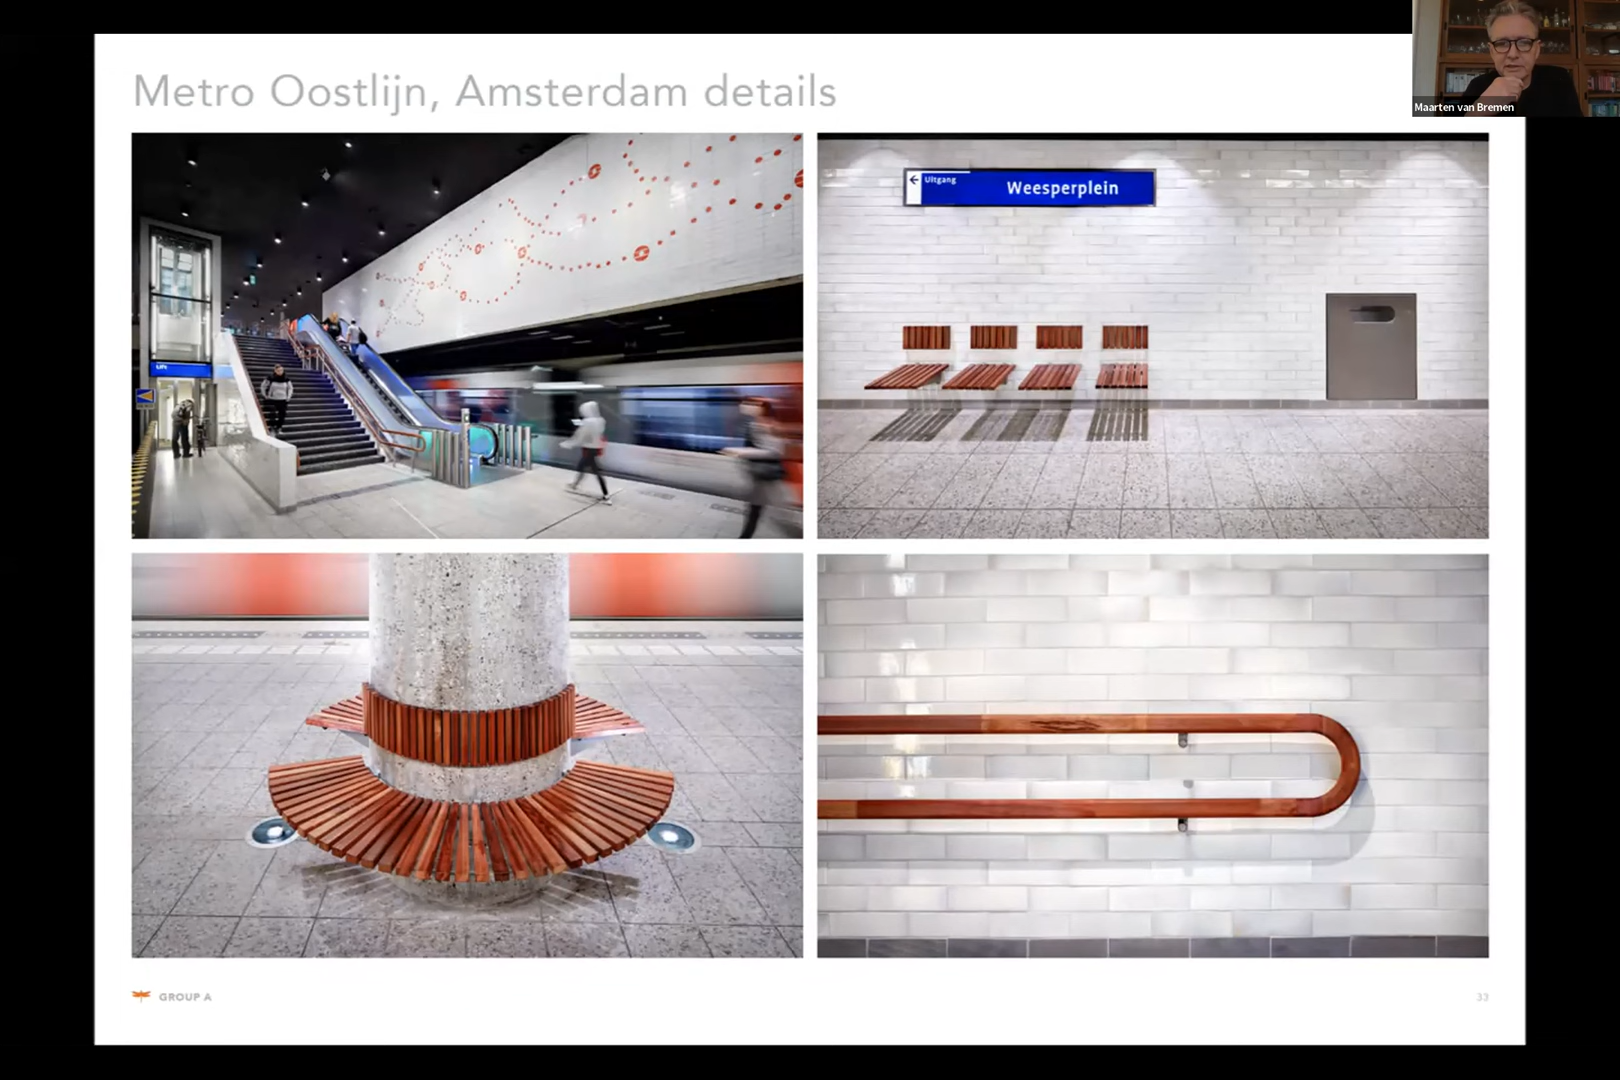 Metro Oostlijn, Amsterdam details
Maarten van Bremen
Lift
Uitgang
Weesperplein
GROUP A
33